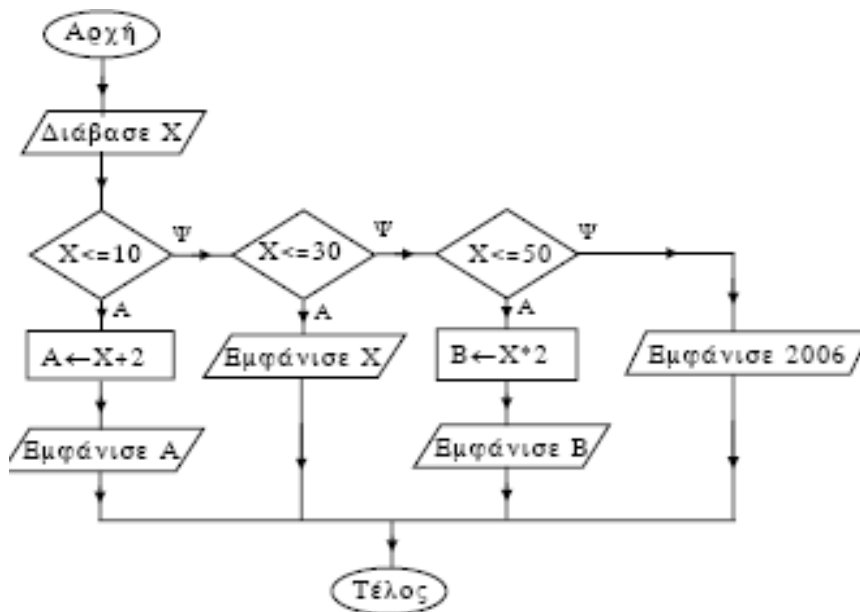 Αρχή
Διάβασε X
X<=10
Ψ
X<=30
Ψ
X<=50
Ψ
A
A
A
A←X+2
Εμφάνισε X
B←X*2
Εμφάνισε 2006
Εμφάνισε A
Εμφάνισε B
Τέλος